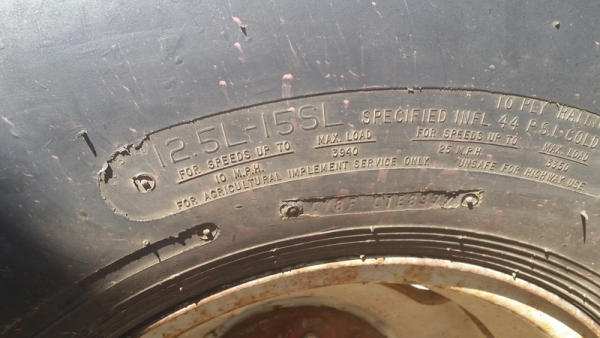 12.5L-15SL
10 PLY RATING
SPECIFIED INFL 44 P.S.I-COLD
FOR SPEEDS UP TO
10 M.P.H.
MAX. LOAD
3940
FOR SPEEDS UP TO
25 M.P.H.
MAX. LOAD
FOR AGRICULTURAL IMPLEMENT SERVICE ONLY
UNSAFE FOR HIGHWAY USE